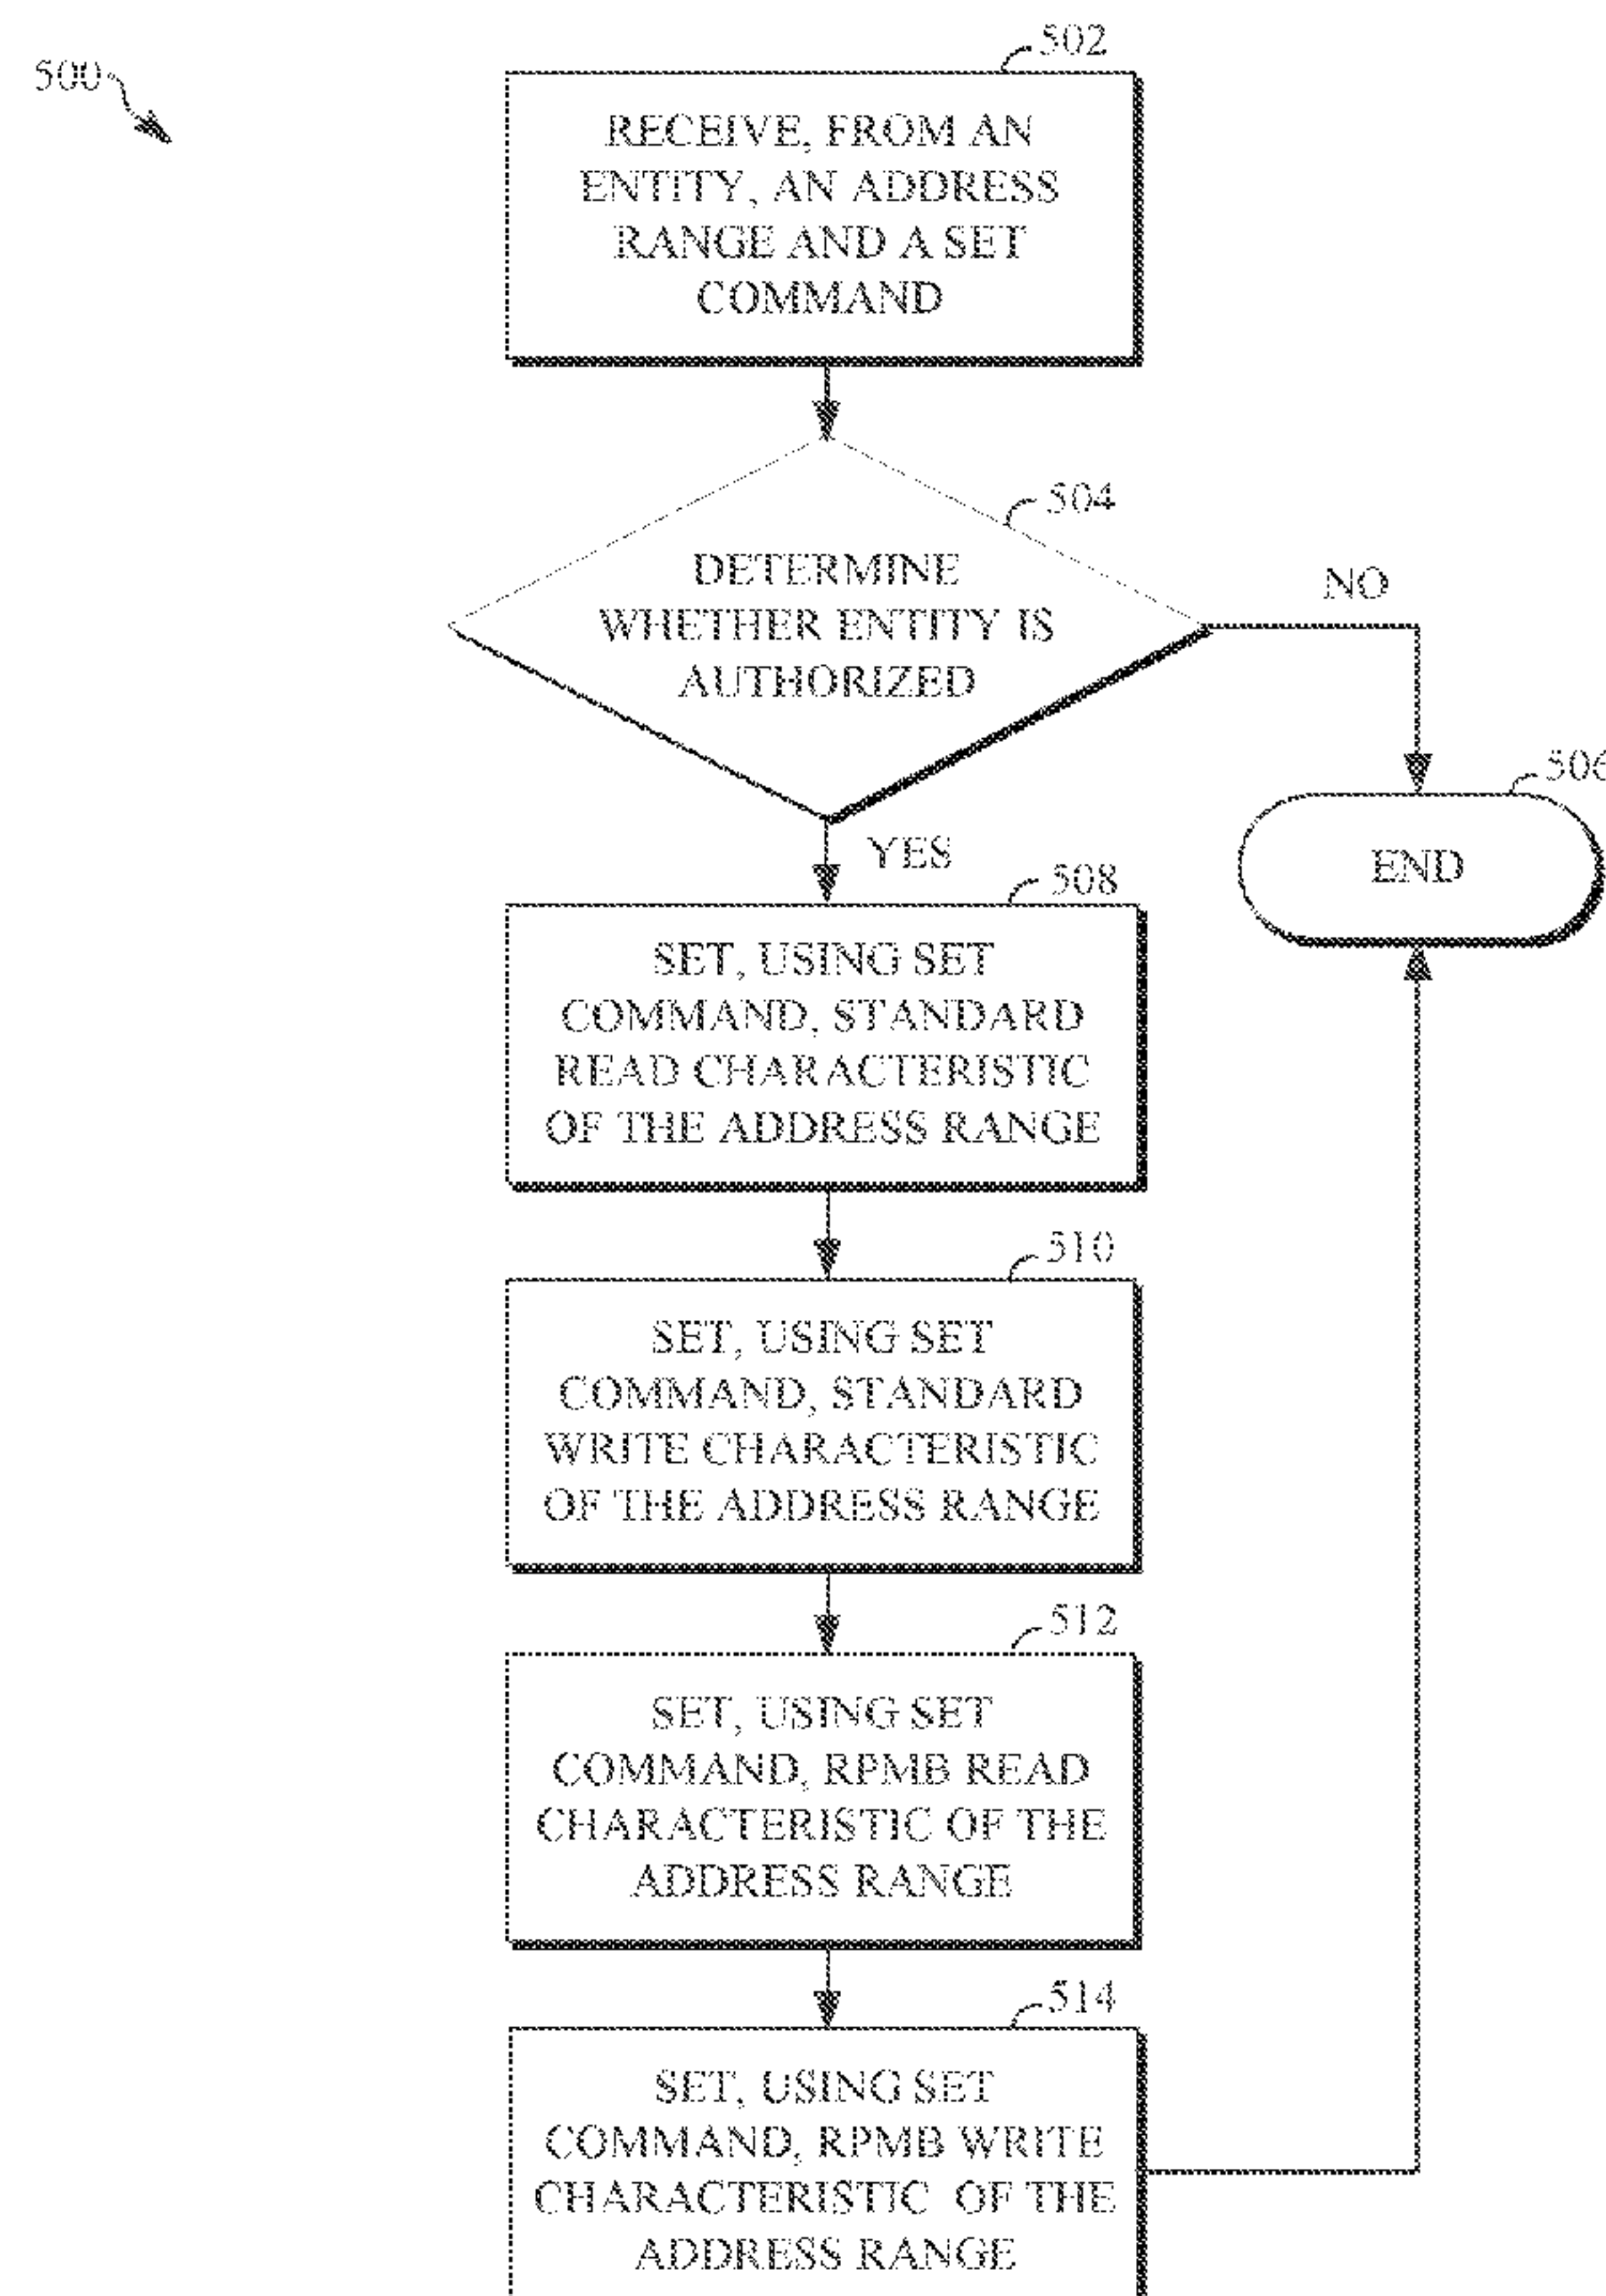 500
502
RECEIVE, FROM AN
ENTITY, AN ADDRESS
RANGE AND A SET
COMMAND
504
DETERMINE
WHETHER ENTITY IS
AUTHORIZED
NO
506
END
YES
508
SET, USING SET
COMMAND, STANDARD
READ CHARACTERISTIC
OF THE ADDRESS RANGE
510
SET, USING SET
COMMAND, STANDARD
WRITE CHARACTERISTIC
OF THE ADDRESS RANGE
512
SET, USING SET
COMMAND, RPMB READ
CHARACTERISTIC OF THE
ADDRESS RANGE
514
SET, USING SET
COMMAND, RPMB WRITE
CHARACTERISTIC OF THE
ADDRESS RANGE